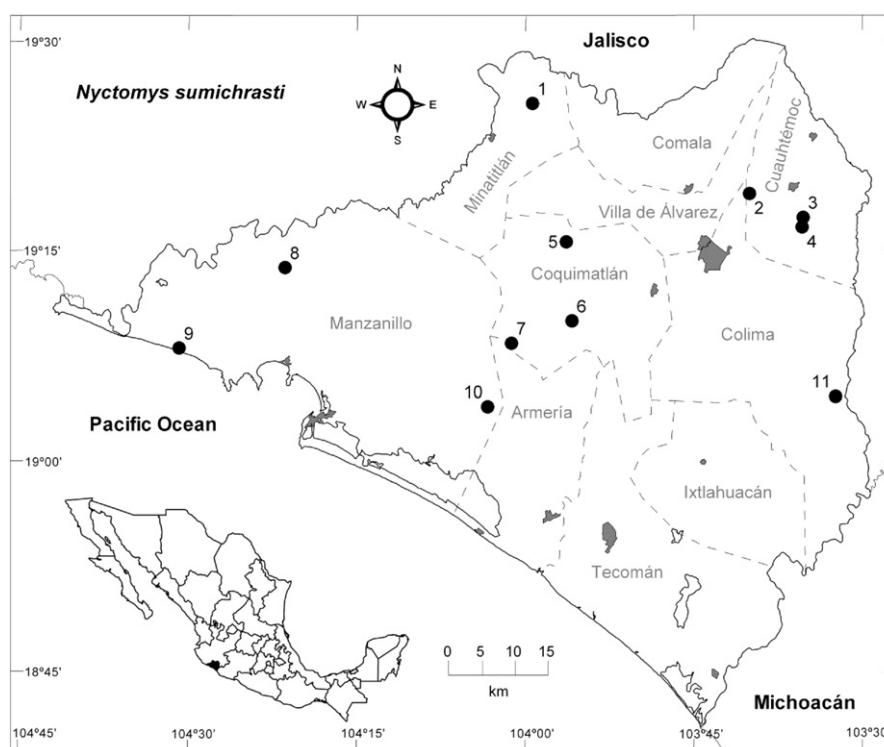 19°30'
Jalisco
Nyctomys sumichrasti
N
W
E
S
1
Comala
Cuauhtémoc
Minatitlán
2
3
Villa de Álvarez
4
19°15'
5
8
Coquimatlán
6
Manzanillo
7
Colima
9
10
11
Armería
Pacific Ocean
19°00'
Ixtlahuacán
Tecomán
0 5 10 15
km
18°45'
Michoacán
104°45' 104°30' 104°15' 104°00' 103°45' 103°30'